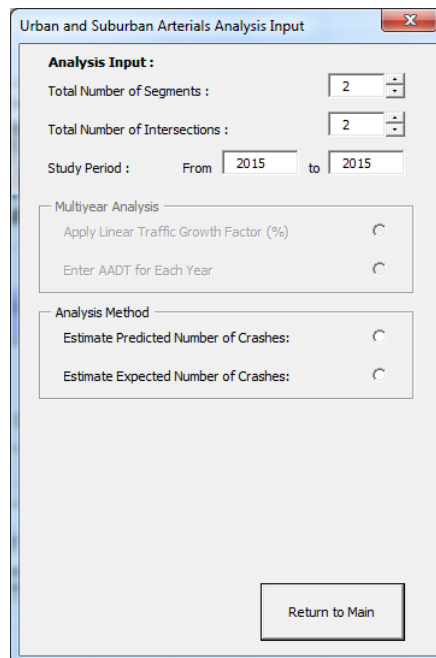 Urban and Suburban Arterials Analysis Input
Analysis Input :
Total Number of Segments : 2
Total Number of Intersections : 2
Study Period : From 2015 to 2015
Multiyear Analysis
Apply Linear Traffic Growth Factor (%)
Enter AADT for Each Year
Analysis Method
Estimate Predicted Number of Crashes:
Estimate Expected Number of Crashes:
Return to Main